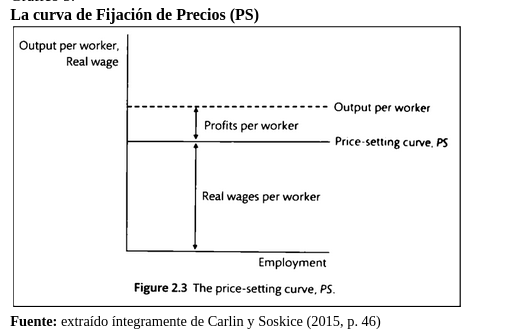 La curva de Fijación de Precios (PS)
Output per worker,
Real wage
Output per worker
Profits per worker
Price-setting curve, PS
Real wages per worker
Employment
Figure 2.3 The price-setting curve, PS.
Fuente: extraído íntegramente de Carlin y Soskice (2015, p. 46)